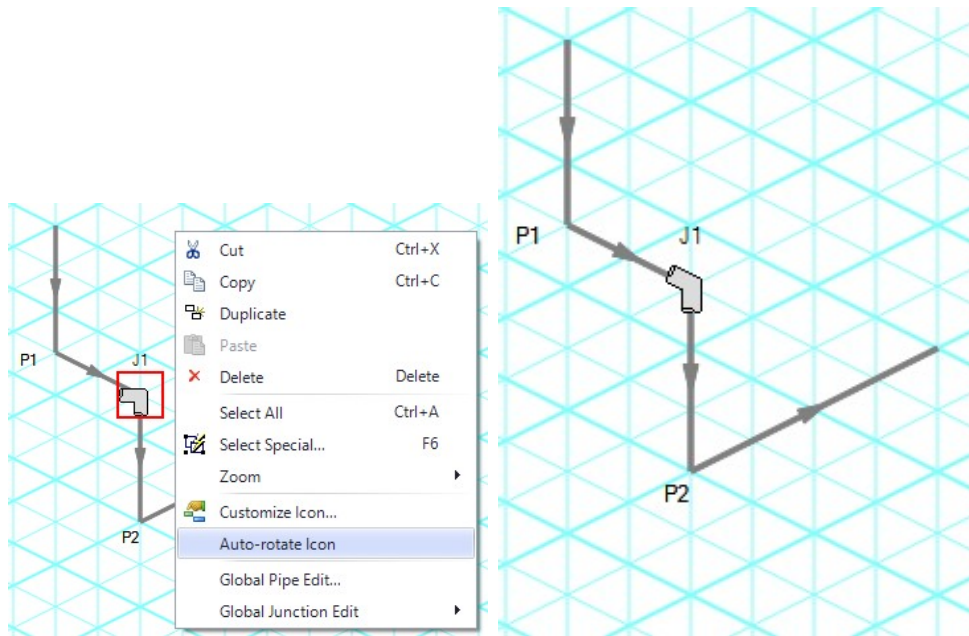 P1
J1
P2
Cut Ctrl+X
Copy Ctrl+C
Duplicate
Paste
Delete Delete
Select All Ctrl+A
Select Special... F6
Zoom
Customize Icon...
Auto-rotate Icon
Global Pipe Edit...
Global Junction Edit
P1
J1
P2